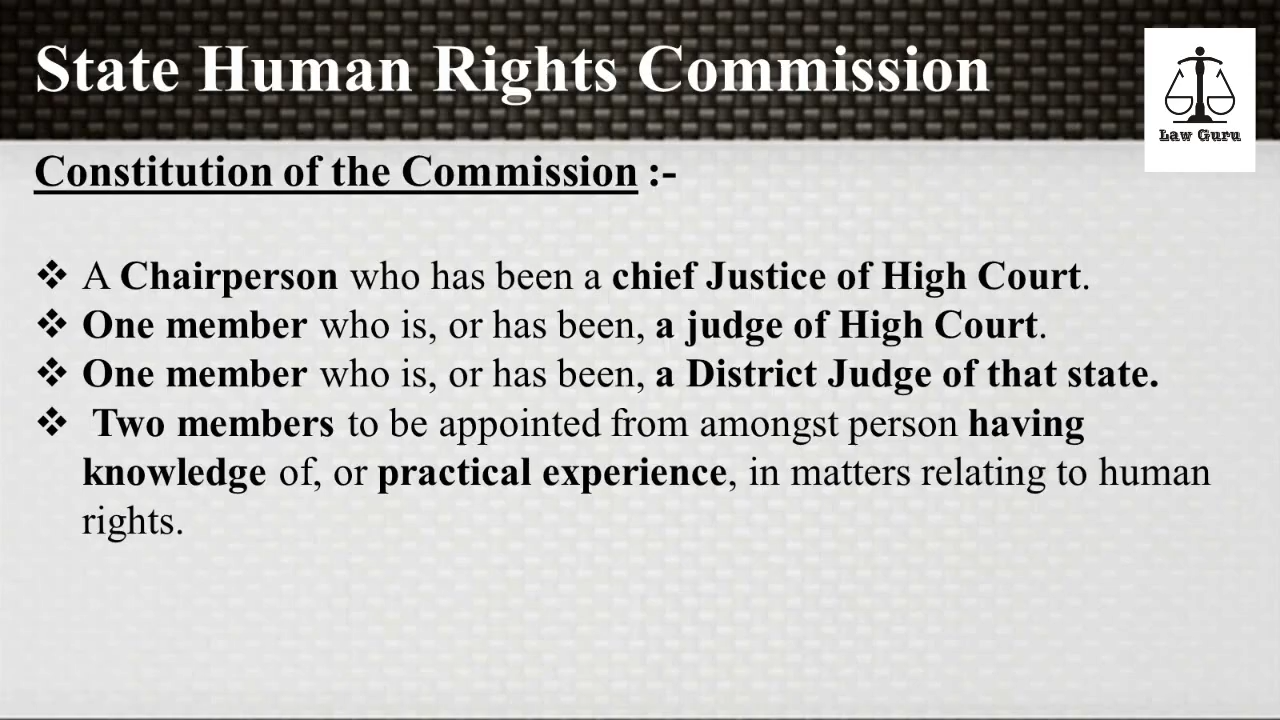 State Human Rights Commission
Law Guru
Constitution of the Commission :-
❖ A Chairperson who has been a chief Justice of High Court.
❖ One member who is, or has been, a judge of High Court.
❖ One member who is, or has been, a District Judge of that state.
❖ Two members to be appointed from amongst person having
knowledge of, or practical experience, in matters relating to human
rights.